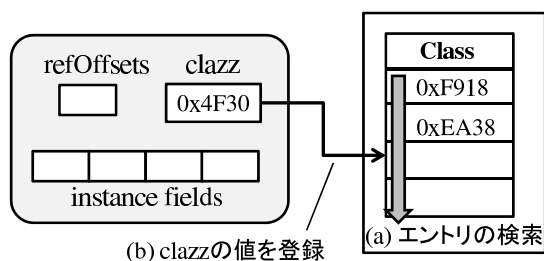 refOffsets
clazz
0x4F30
instance fields
Class
0xF918
0xEA38
(a) エントリの検索
(b) clazzの値を登録